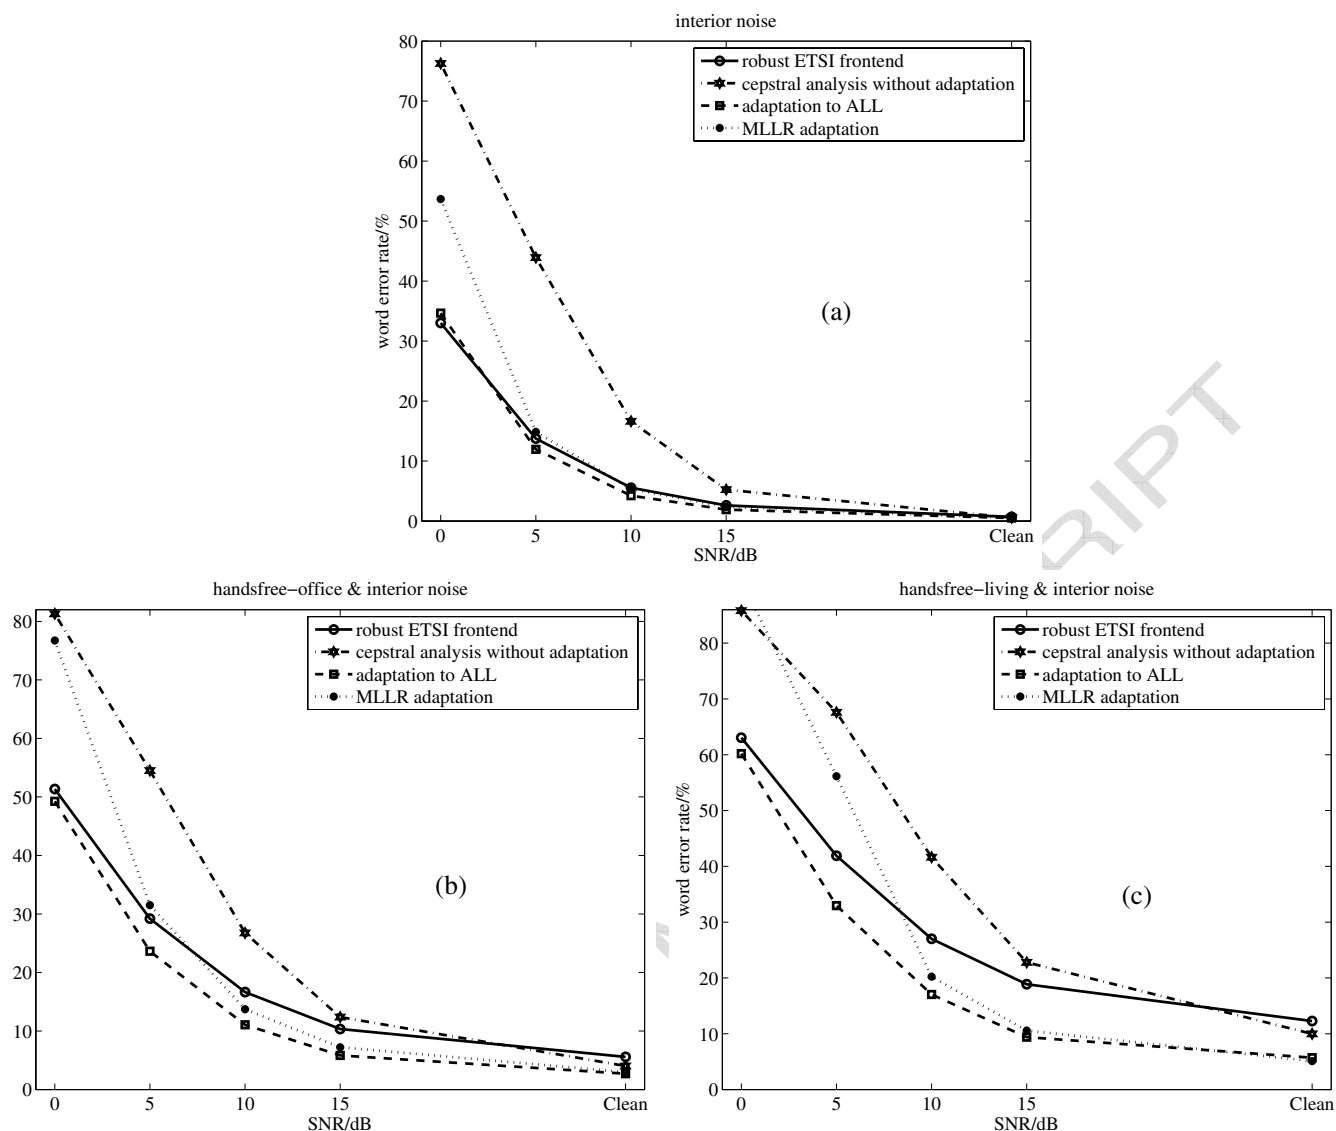 interior noise
80
70
60
50
40
30
20
10
0
word error rate/%
robust ETSI frontend
cepstral analysis without adaptation
adaptation to ALL
MLLR adaptation
(a)
0 5 10 15 Clean
SNR/dB
RIPT
handsfree−office & interior noise
80
70
60
50
40
30
20
10
0
robust ETSI frontend
cepstral analysis without adaptation
adaptation to ALL
MLLR adaptation
(b)
0 5 10 15 Clean
SNR/dB
handsfree−living & interior noise
80
70
60
50
40
30
20
10
0
word error rate/%
robust ETSI frontend
cepstral analysis without adaptation
adaptation to ALL
MLLR adaptation
(c)
0 5 10 15 Clean
SNR/dB